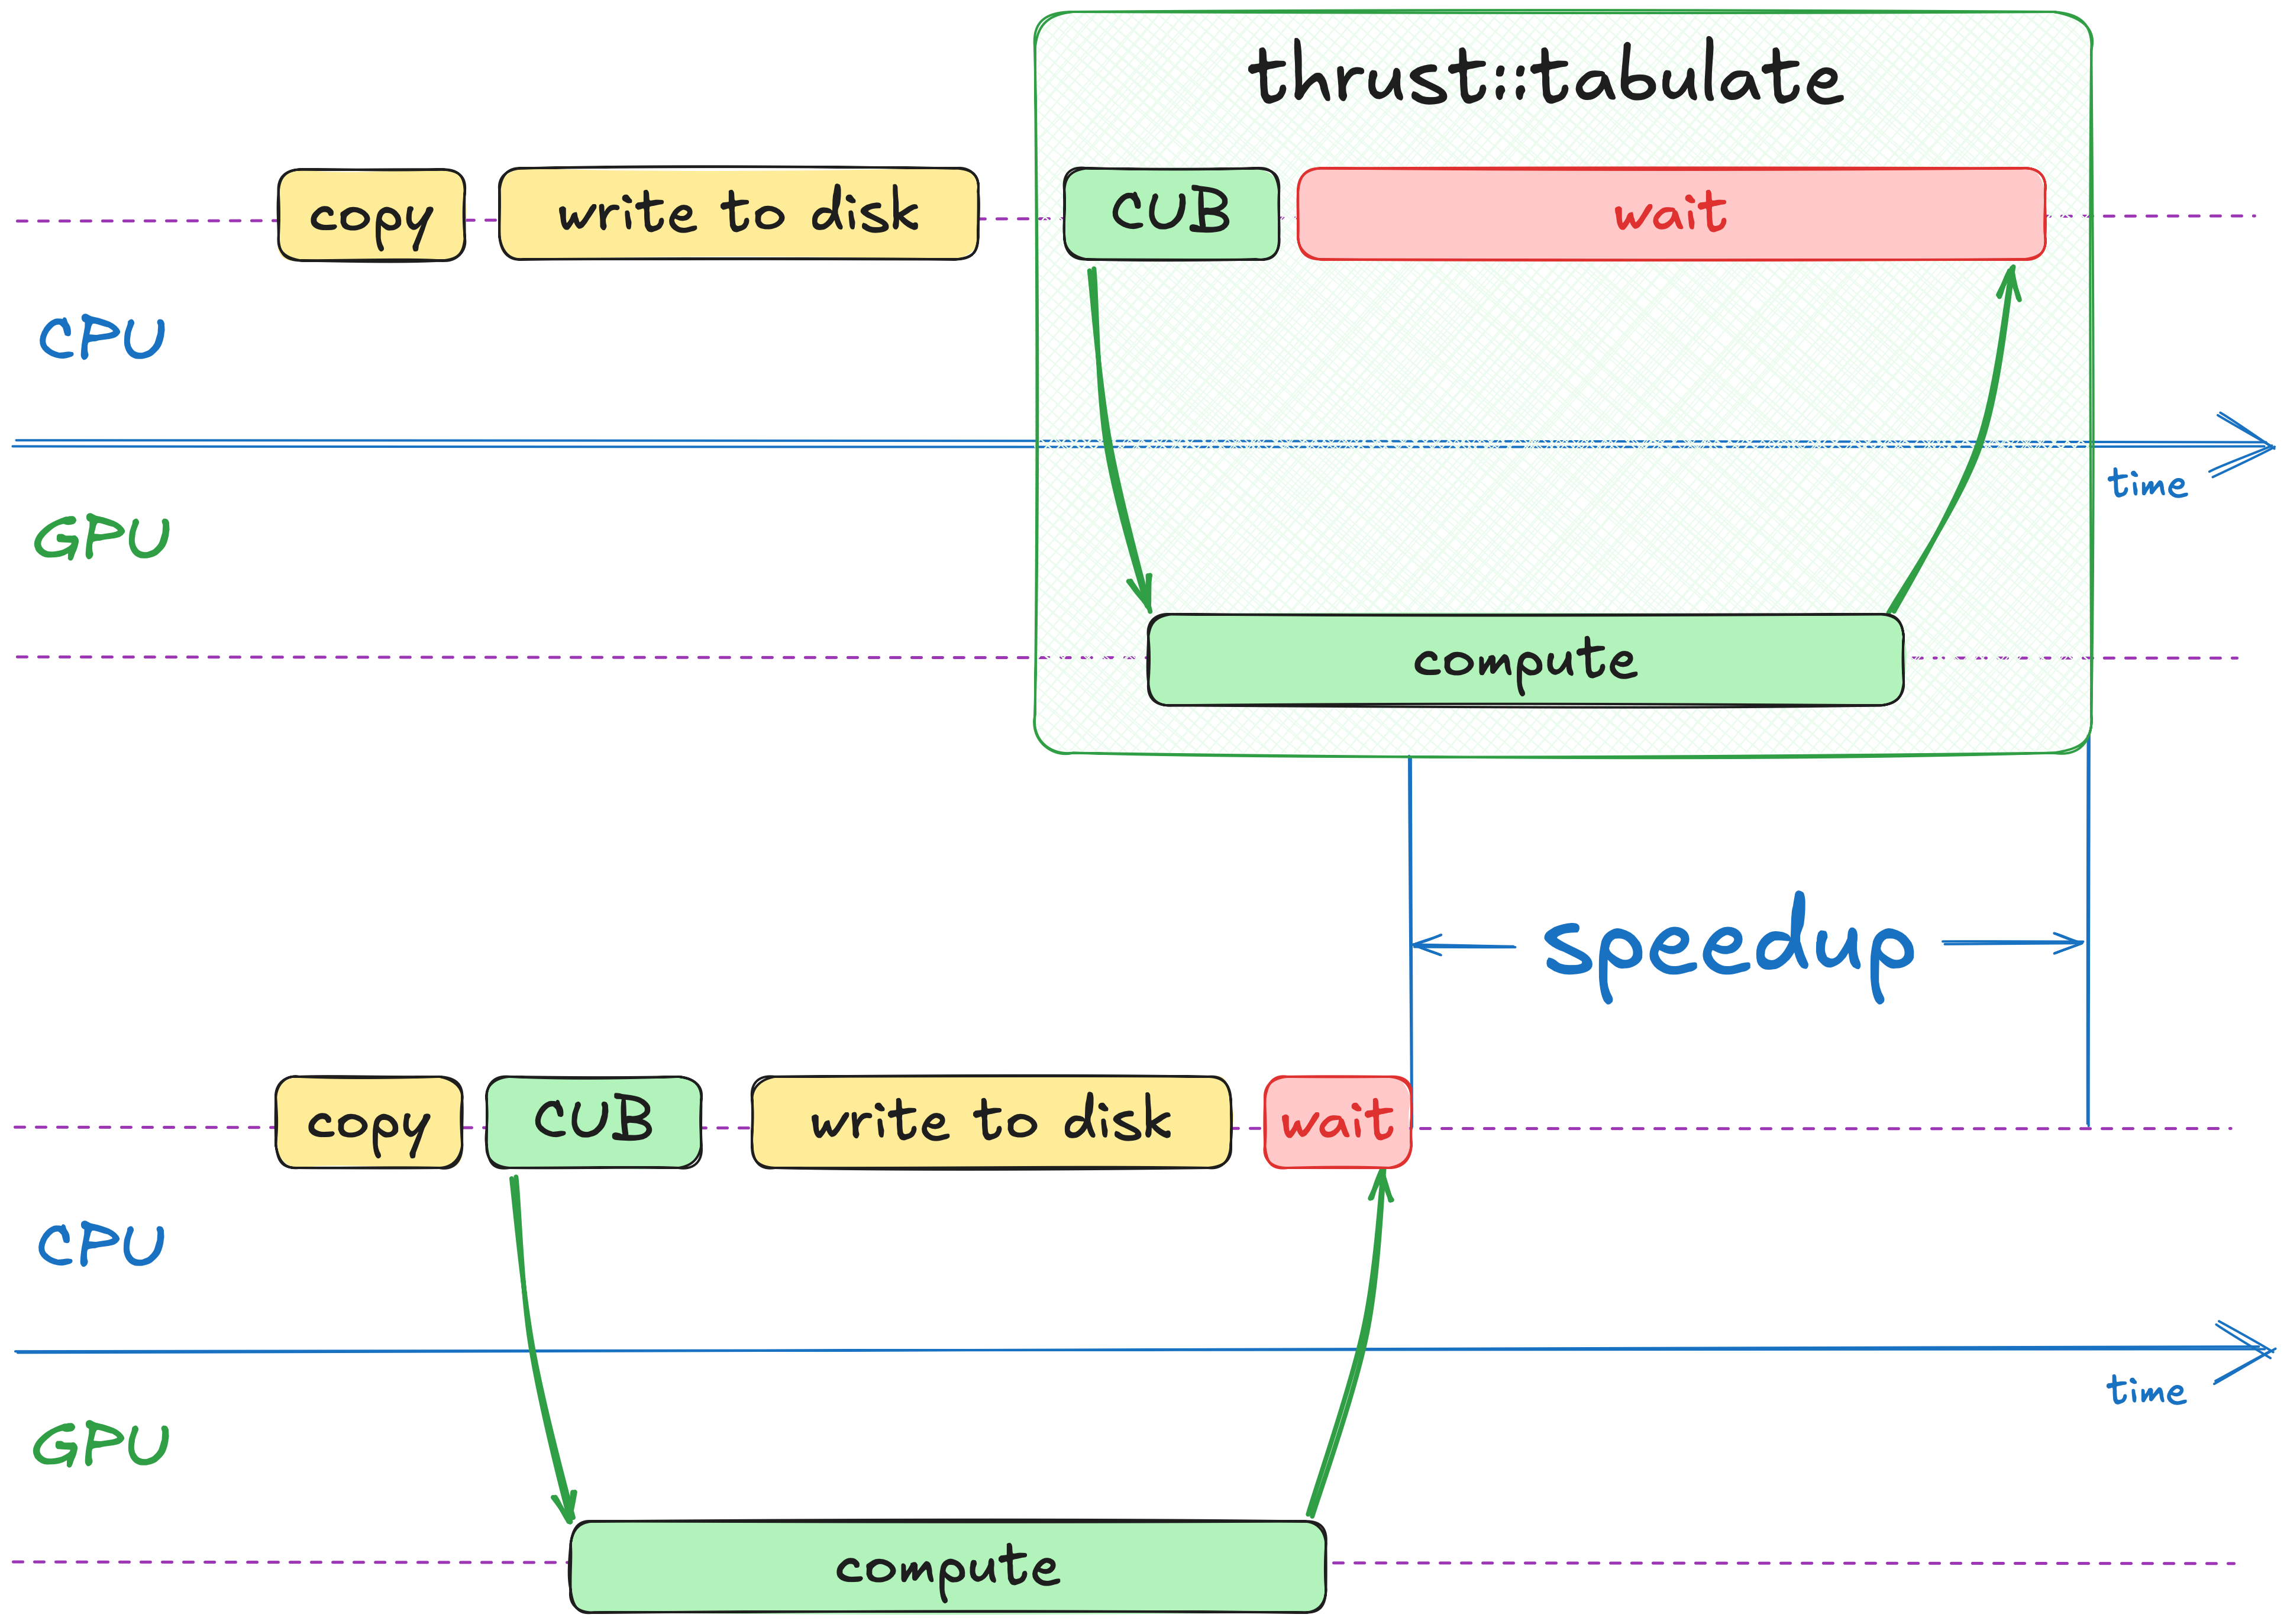 thrust::tabulate
copy
write to disk
CUB
wait
CPU
time
GPU
compute
speedup
copy
CUB
write to disk
wait
CPU
time
GPU
compute